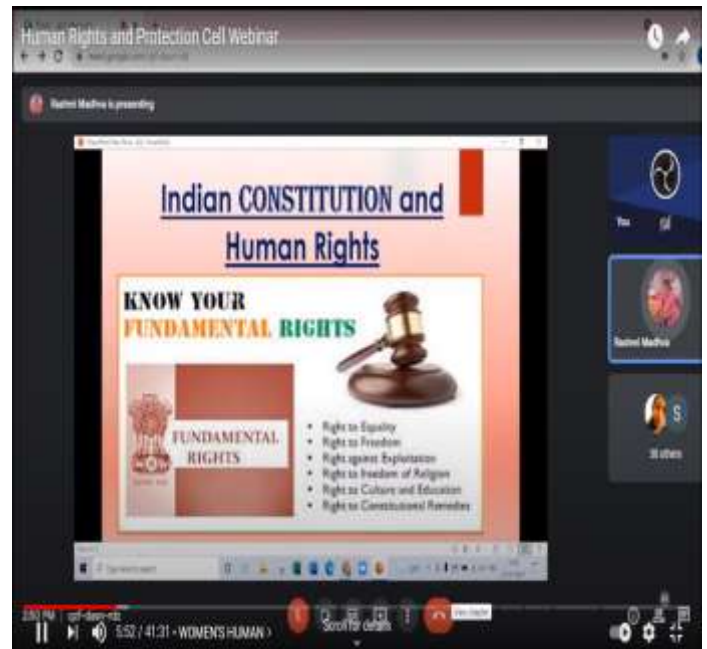 Human Rights and Protection Cell Webinar
Rashmi Madhva is presenting
Indian CONSTITUTION and
Human Rights
KNOW YOUR
FUNDAMENTAL RIGHTS
FUNDAMENTAL
RIGHTS
• Right to Equality
• Right to Freedom
• Right against Exploitation
• Right to freedom of Religion
• Right to Culture and Education
• Right to Constitutional Remedies
You
Rashmi Madhva
S
others
2:50 PM
Scroll for details
5:52 / 41:31 • WOMEN'S HUMAN >